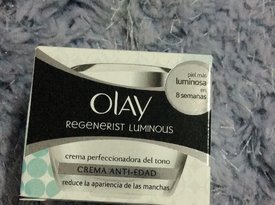 piel más
luminosa
en
8 semanas
OLAY
REGENERIST LUMINOUS
crema perfeccionadora del tono
CREMA ANTI-EDAD
reduce la apariencia de las manchas